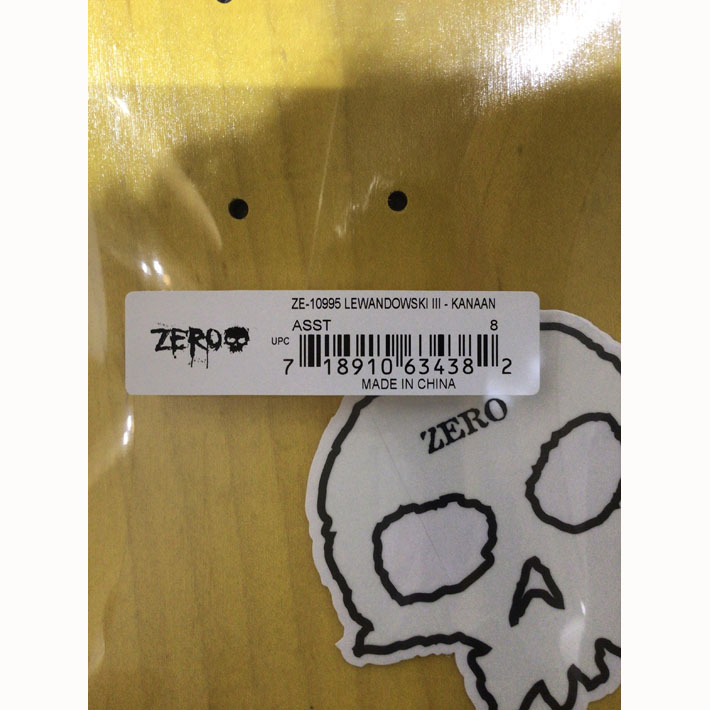 ZE-10995 LEWANDOWSKI III - KANAAN
ZERO
ASST 8
UPC
7 18910 63438 2
MADE IN CHINA
ZERO